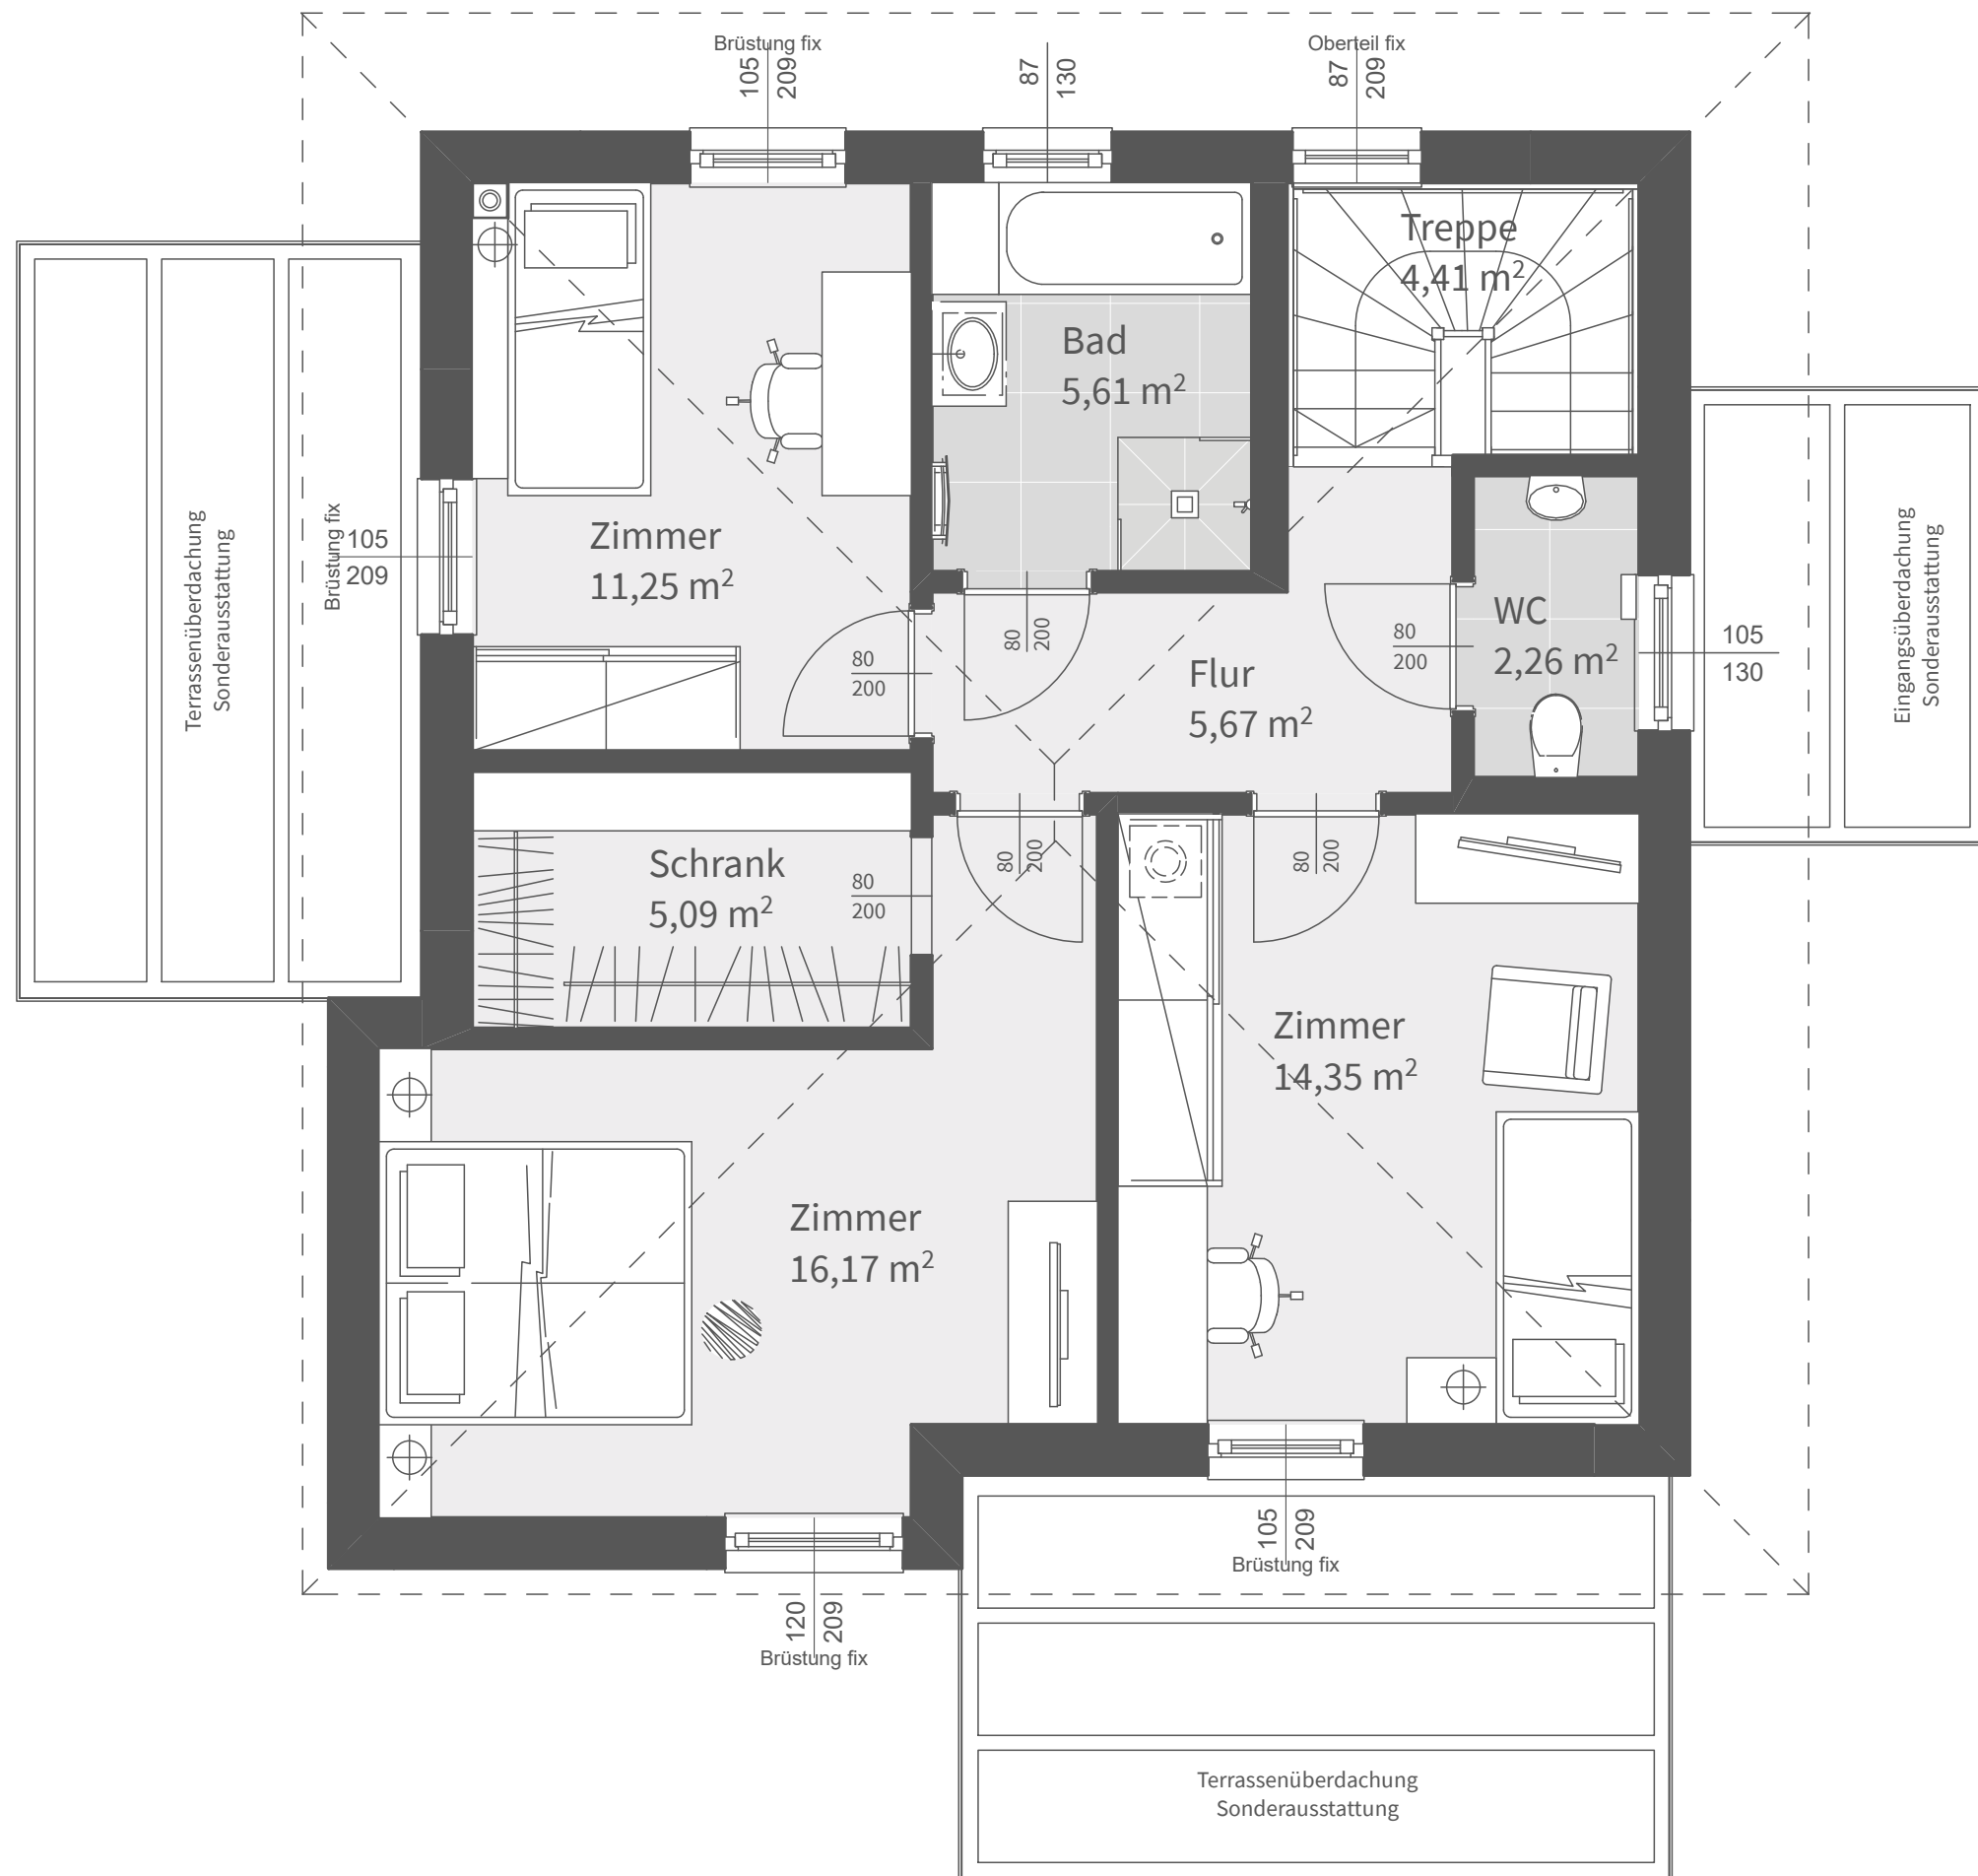 Brüstung fix
105
209
87
130
Oberteil fix
87
209
Treppe
4,41 m²
Bad
5,61 m²
Zimmer
11,25 m²
Brüstung fix
105
209
Terrassenüberdachung
Sonderausstattung
Eingangsüberdachung
Sonderausstattung
80
200
80
200
80
200
WC
2,26 m²
105
130
Flur
5,67 m²
Schrank
5,09 m²
80
200
80
200
80
200
Zimmer
14,35 m²
Zimmer
16,17 m²
105
209
Brüstung fix
120
209
Brüstung fix
Terrassenüberdachung
Sonderausstattung